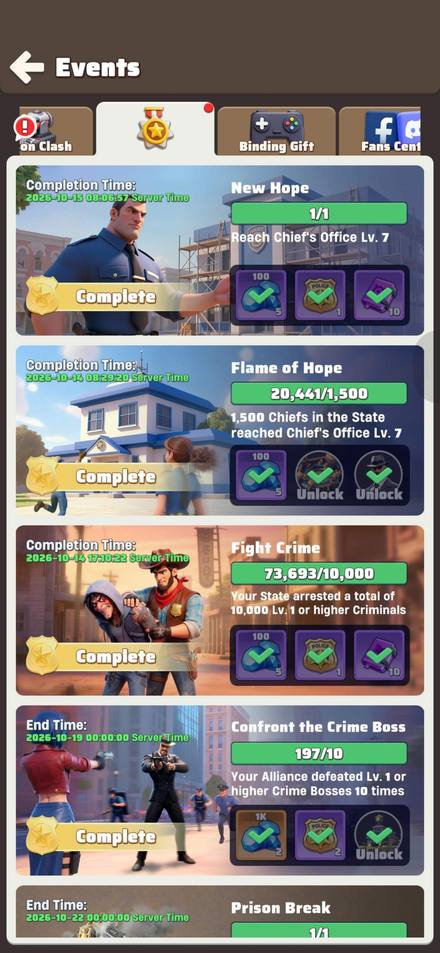 Events
on Clash
Binding Gift
Fans Cent
Completion Time:
2026-10-15 08:06:57 Server Time
New Hope
1/1
Reach Chief's Office Lv. 7
Complete
100
5
POLICE
1
10
Completion Time:
2026-10-14 08:29:20 Server Time
Flame of Hope
20,441/1,500
1,500 Chiefs in the State
reached Chief's Office Lv. 7
Complete
100
5
Unlock
Unlock
Completion Time:
2026-10-14 17:10:22 Server Time
Fight Crime
73,693/10,000
Your State arrested a total of
10,000 Lv. 1 or higher Criminals
Complete
100
5
POLICE
1
10
End Time:
2026-10-19 00:00:00 Server Time
Confront the Crime Boss
197/10
Your Alliance defeated Lv. 1 or
higher Crime Bosses 10 times
Complete
1K
2
POLICE
2
Unlock
End Time:
2026-10-22 00:00:00 Server Time
Prison Break
1/1